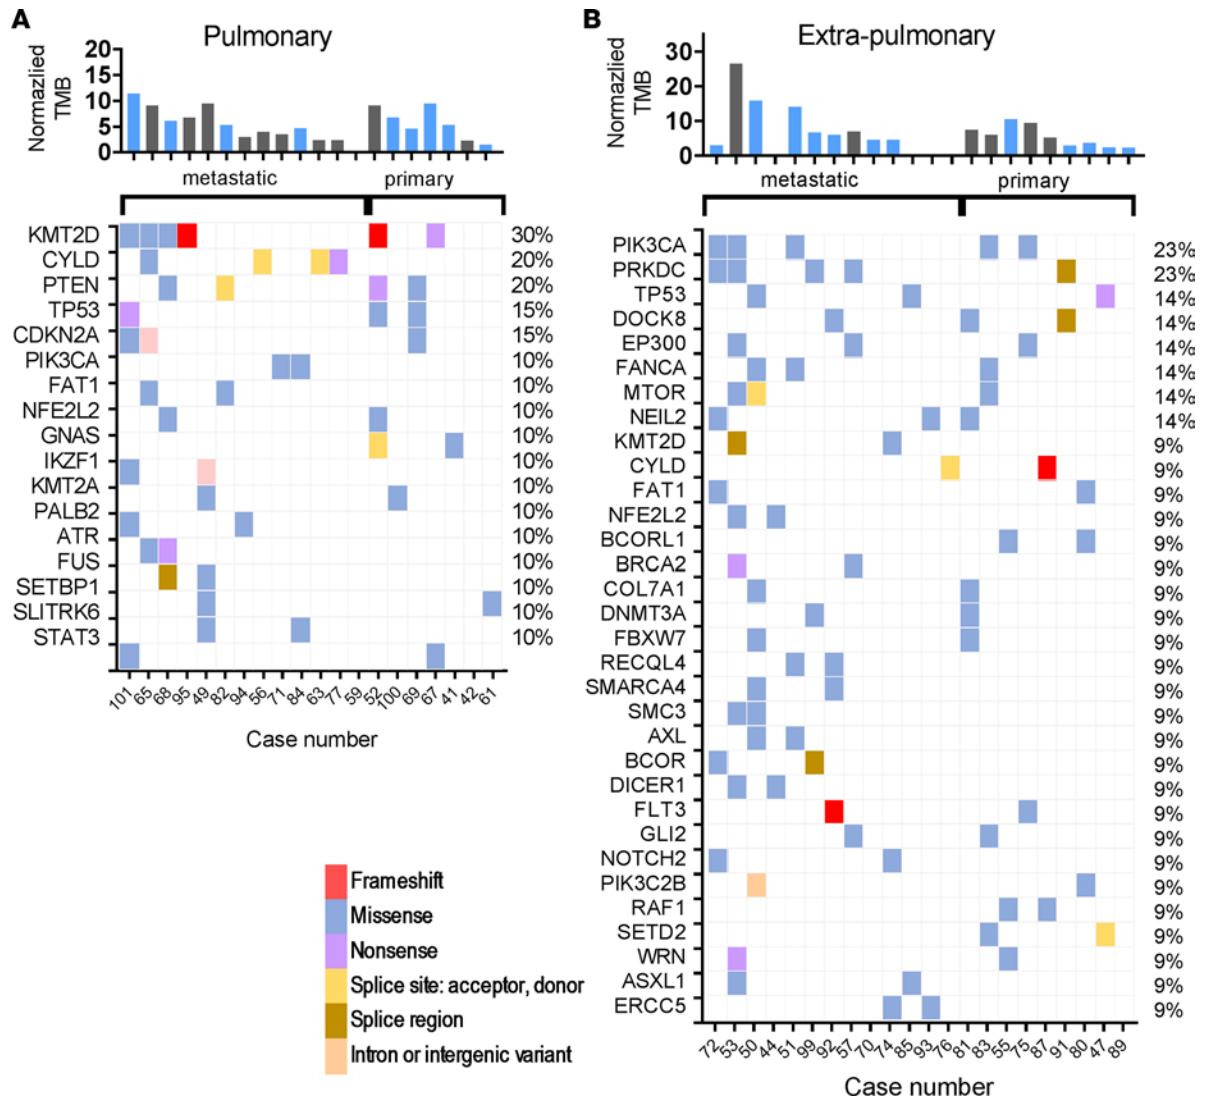 A
Pulmonary
Normazlied
TMB
20
15
10
5
0
metastatic
primary
KMT2D 30%
CYLD 20%
PTEN 20%
TP53 15%
CDKN2A 15%
PIK3CA 10%
FAT1 10%
NFE2L2 10%
GNAS 10%
IKZF1 10%
KMT2A 10%
PALB2 10%
ATR 10%
FUS 10%
SETBP1 10%
SLITRK6 10%
STAT3 10%
101 65 68 95 49 82 94 56 71 84 63 77 59 52 100 69 67 41 42 61
Case number
Frameshift
Missense
Nonsense
Splice site: acceptor, donor
Splice region
Intron or intergenic variant
B
Extra-pulmonary
Normazlied
TMB
30
20
10
0
metastatic
primary
PIK3CA 23%
PRKDC 23%
TP53 14%
DOCK8 14%
EP300 14%
FANCA 14%
MTOR 14%
NEIL2 14%
KMT2D 9%
CYLD 9%
FAT1 9%
NFE2L2 9%
BCORL1 9%
BRCA2 9%
COL7A1 9%
DNMT3A 9%
FBXW7 9%
RECQL4 9%
SMARCA4 9%
SMC3 9%
AXL 9%
BCOR 9%
DICER1 9%
FLT3 9%
GLI2 9%
NOTCH2 9%
PIK3C2B 9%
RAF1 9%
SETD2 9%
WRN 9%
ASXL1 9%
ERCC5 9%
72 53 50 44 51 99 92 57 70 74 85 93 76 81 83 55 75 87 91 80 47 89
Case number